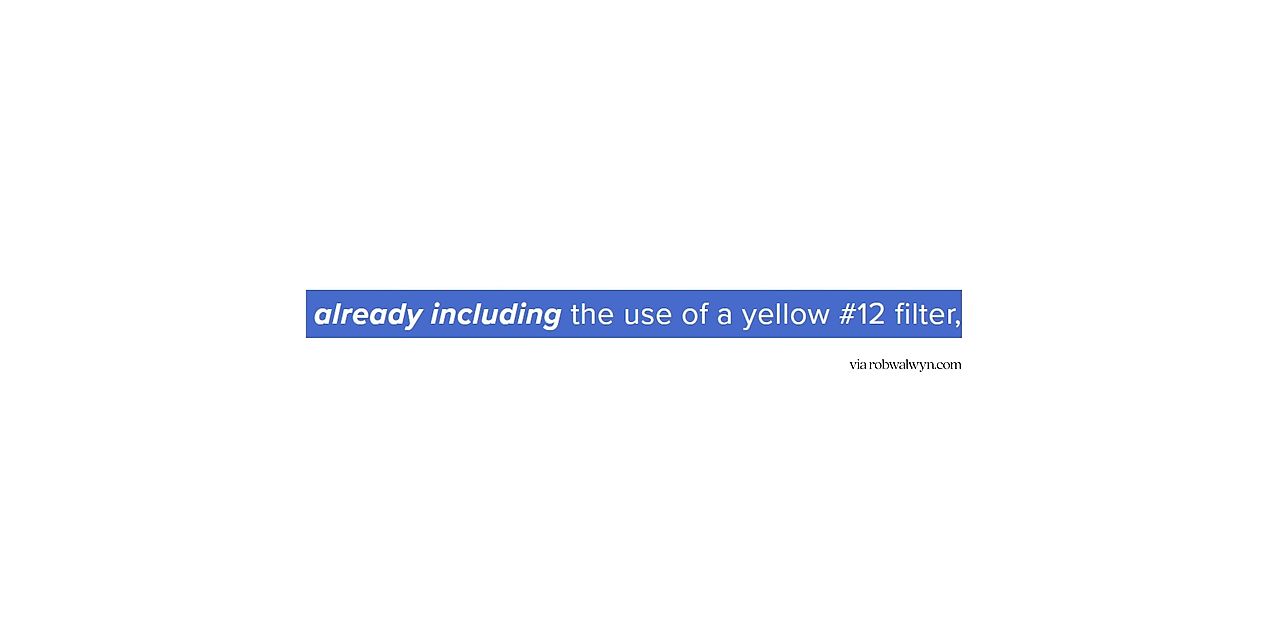 already including the use of a yellow #12 filter,
via robwalwyn.com